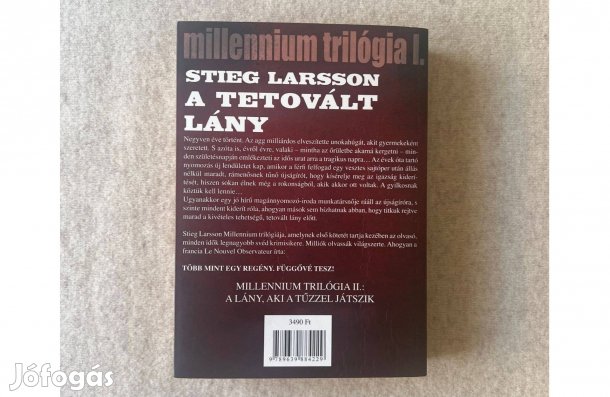 millennium trilógia I.
STIEG LARSSON
A TETOVÁLT
LÁNY
Negyven éve történt. Az agg milliárdos elveszítette unokahúgát, akit gyermekeként
szeretett. S azóta is, évről évre, valaki – mintha az őrületbe akarná kergetni – min-
den születésnapján emlékezteti az idős urat arra a tragikus napra… Az évek óta tartó
nyomozás új lendületet kap, amikor a férfi felfogad egy vesztes sajtóper után állás
nélkül maradt, rámenősnek tűnő újságírót, hogy kísérelje meg az igazság kiderí-
tését, hiszen sokan élnek még a rokonságból, akik akkor ott voltak. A gyilkosnak
köztük kell lennie…
Ugyanakkor egy jó hírű magánnyomozó-iroda munkatársnője rááll az újságíróra, s
szinte mindent kiderít róla, ahogyan mások sem bízhatnak abban, hogy titkuk rejtve
marad a kivételes tehetségű, tetovált lány előtt.
Stieg Larsson Millennium trilógiája, amelynek első kötetét tartja kezében az olvasó,
minden idők legnagyobb svéd krimisikere. Milliók olvassák világszerte. Ahogyan a
francia Le Nouvel Observateur írta:
TÖBB MINT EGY REGÉNY. FÜGGŐVÉ TESZ!
MILLENNIUM TRILÓGIA II.:
A LÁNY, AKI A TŰZZEL JÁTSZIK
3490 Ft
9 789639 884229
Jófogás